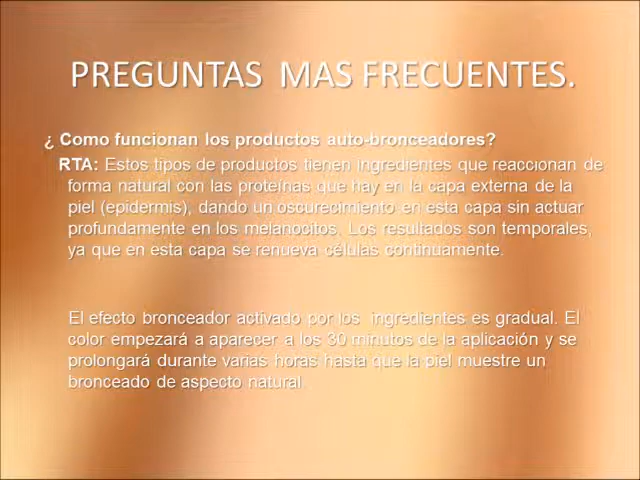 PREGUNTAS MAS FRECUENTES.
¿ Como funcionan los productos auto-bronceadores?
RTA: Estos tipos de productos tienen ingredientes que reaccionan de
forma natural con las proteínas que hay en la capa externa de la
piel (epidermis), dando un oscurecimiento en esta capa sin actuar
profundamente en los melanocitos. Los resultados son temporales,
ya que en esta capa se renueva células continuamente.
El efecto bronceador activado por los ingredientes es gradual. El
color empezará a aparecer a los 30 minutos de la aplicación y se
prolongará durante varias horas hasta que la piel muestre un
bronceado de aspecto natural.